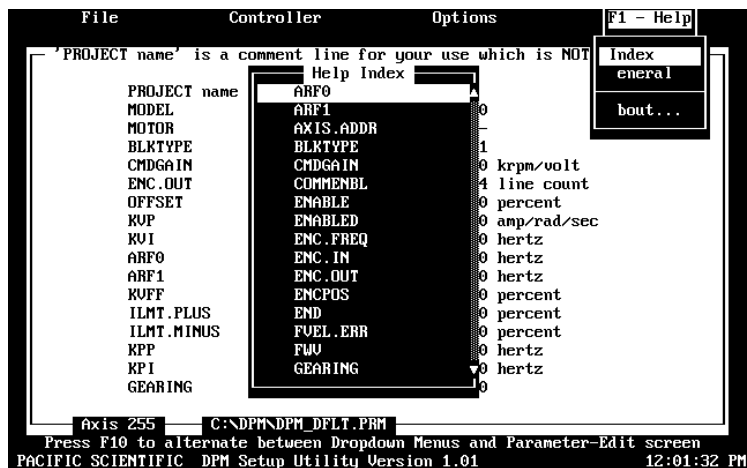 File Controller Options F1 - Help
'PROJECT name' is a comment line for your use which is NOT
Index
eneral
bout...
Help Index
PROJECT name ARF0
MODEL ARF1 0
MOTOR AXIS.ADDR -
BLKTYPE BLKTYPE 1
CMDGAIN CMDGAIN 0 krpm/volt
ENC.OUT COMMENBL 4 line count
OFFSET ENABLE 0 percent
KVP ENABLED 0 amp/rad/sec
KVI ENC.FREQ 0 hertz
ARF0 ENC.IN 0 hertz
ARF1 ENC.OUT 0 hertz
KVFF ENCPOS 0 percent
ILMT.PLUS END 0 percent
ILMT.MINUS FVEL.ERR 0 percent
KPP FWV 0 hertz
KPI GEARING 0 hertz
GEARING 0
Axis 255 C:\DPM\DPM_DFLT.PRM
Press F10 to alternate between Dropdown Menus and Parameter-Edit screen
PACIFIC SCIENTIFIC DPM Setup Utility Version 1.01 12:01:32 PM